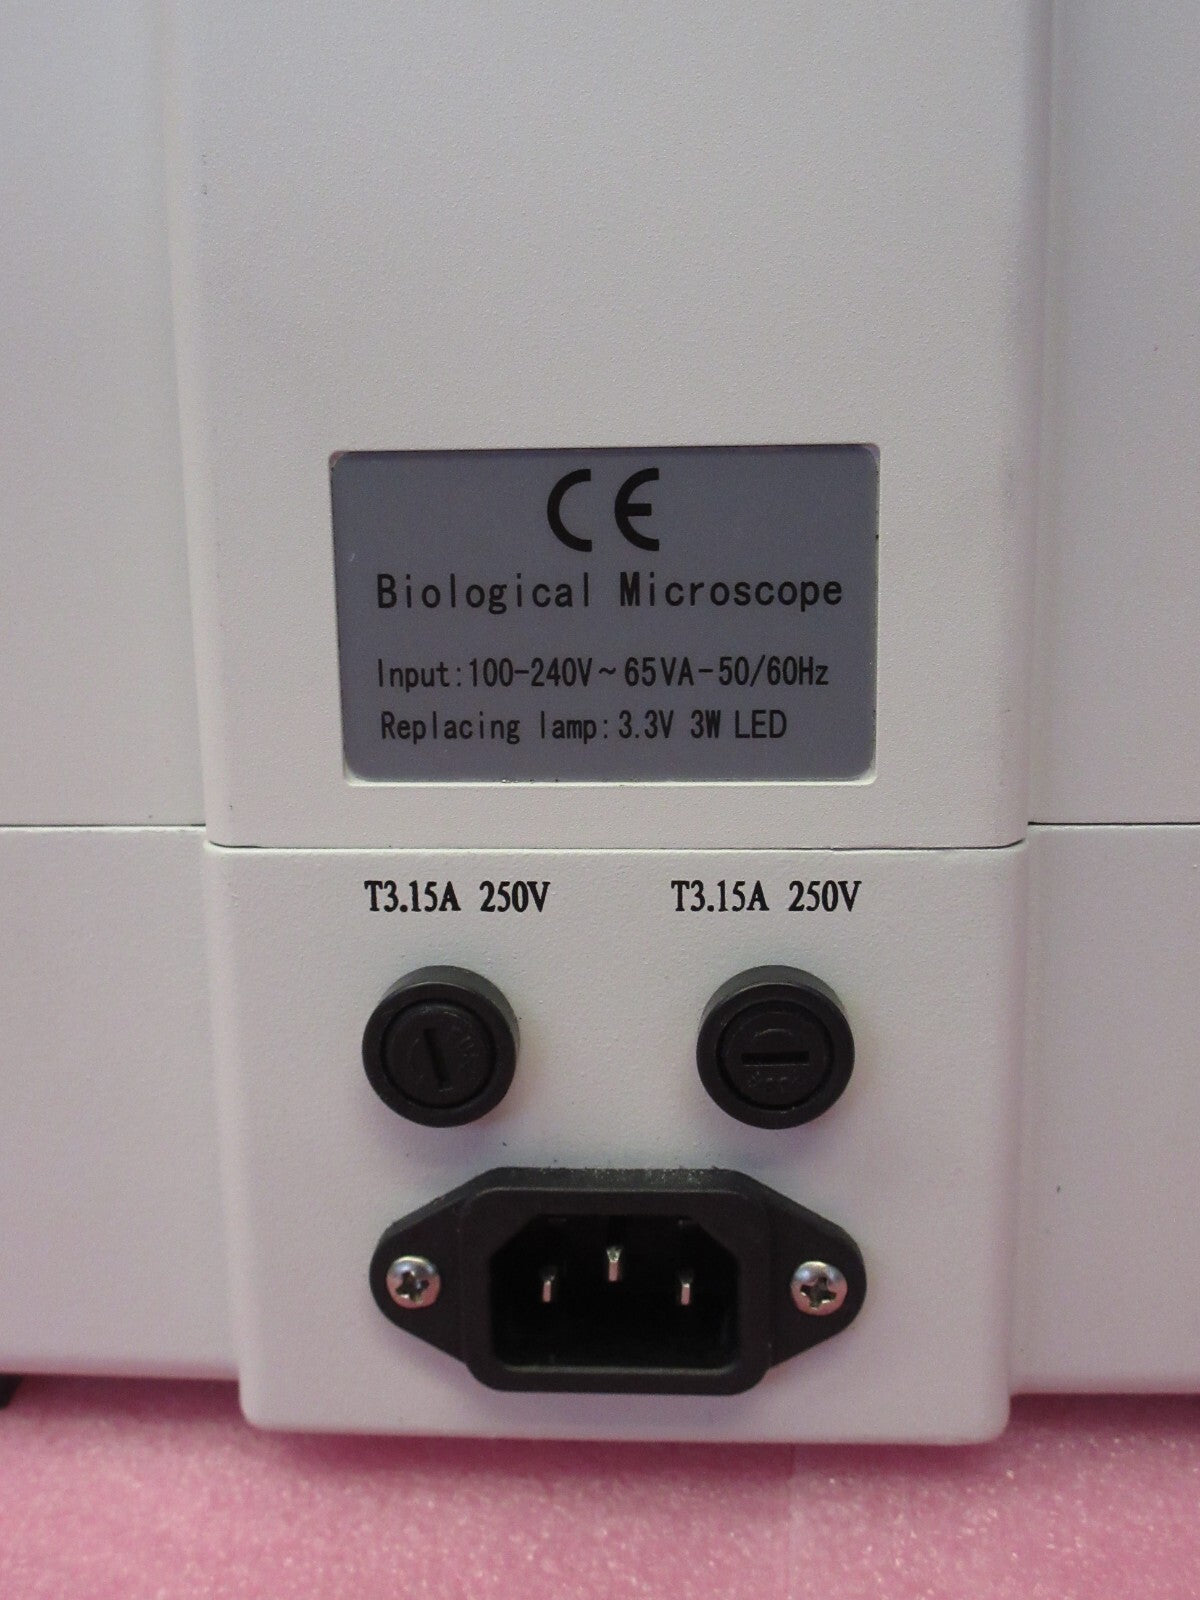 CE
Biological Microscope
Input:100-240V~65VA-50/60Hz
Replacing lamp:3.3V 3W LED
T3.15A 250V T3.15A 250V